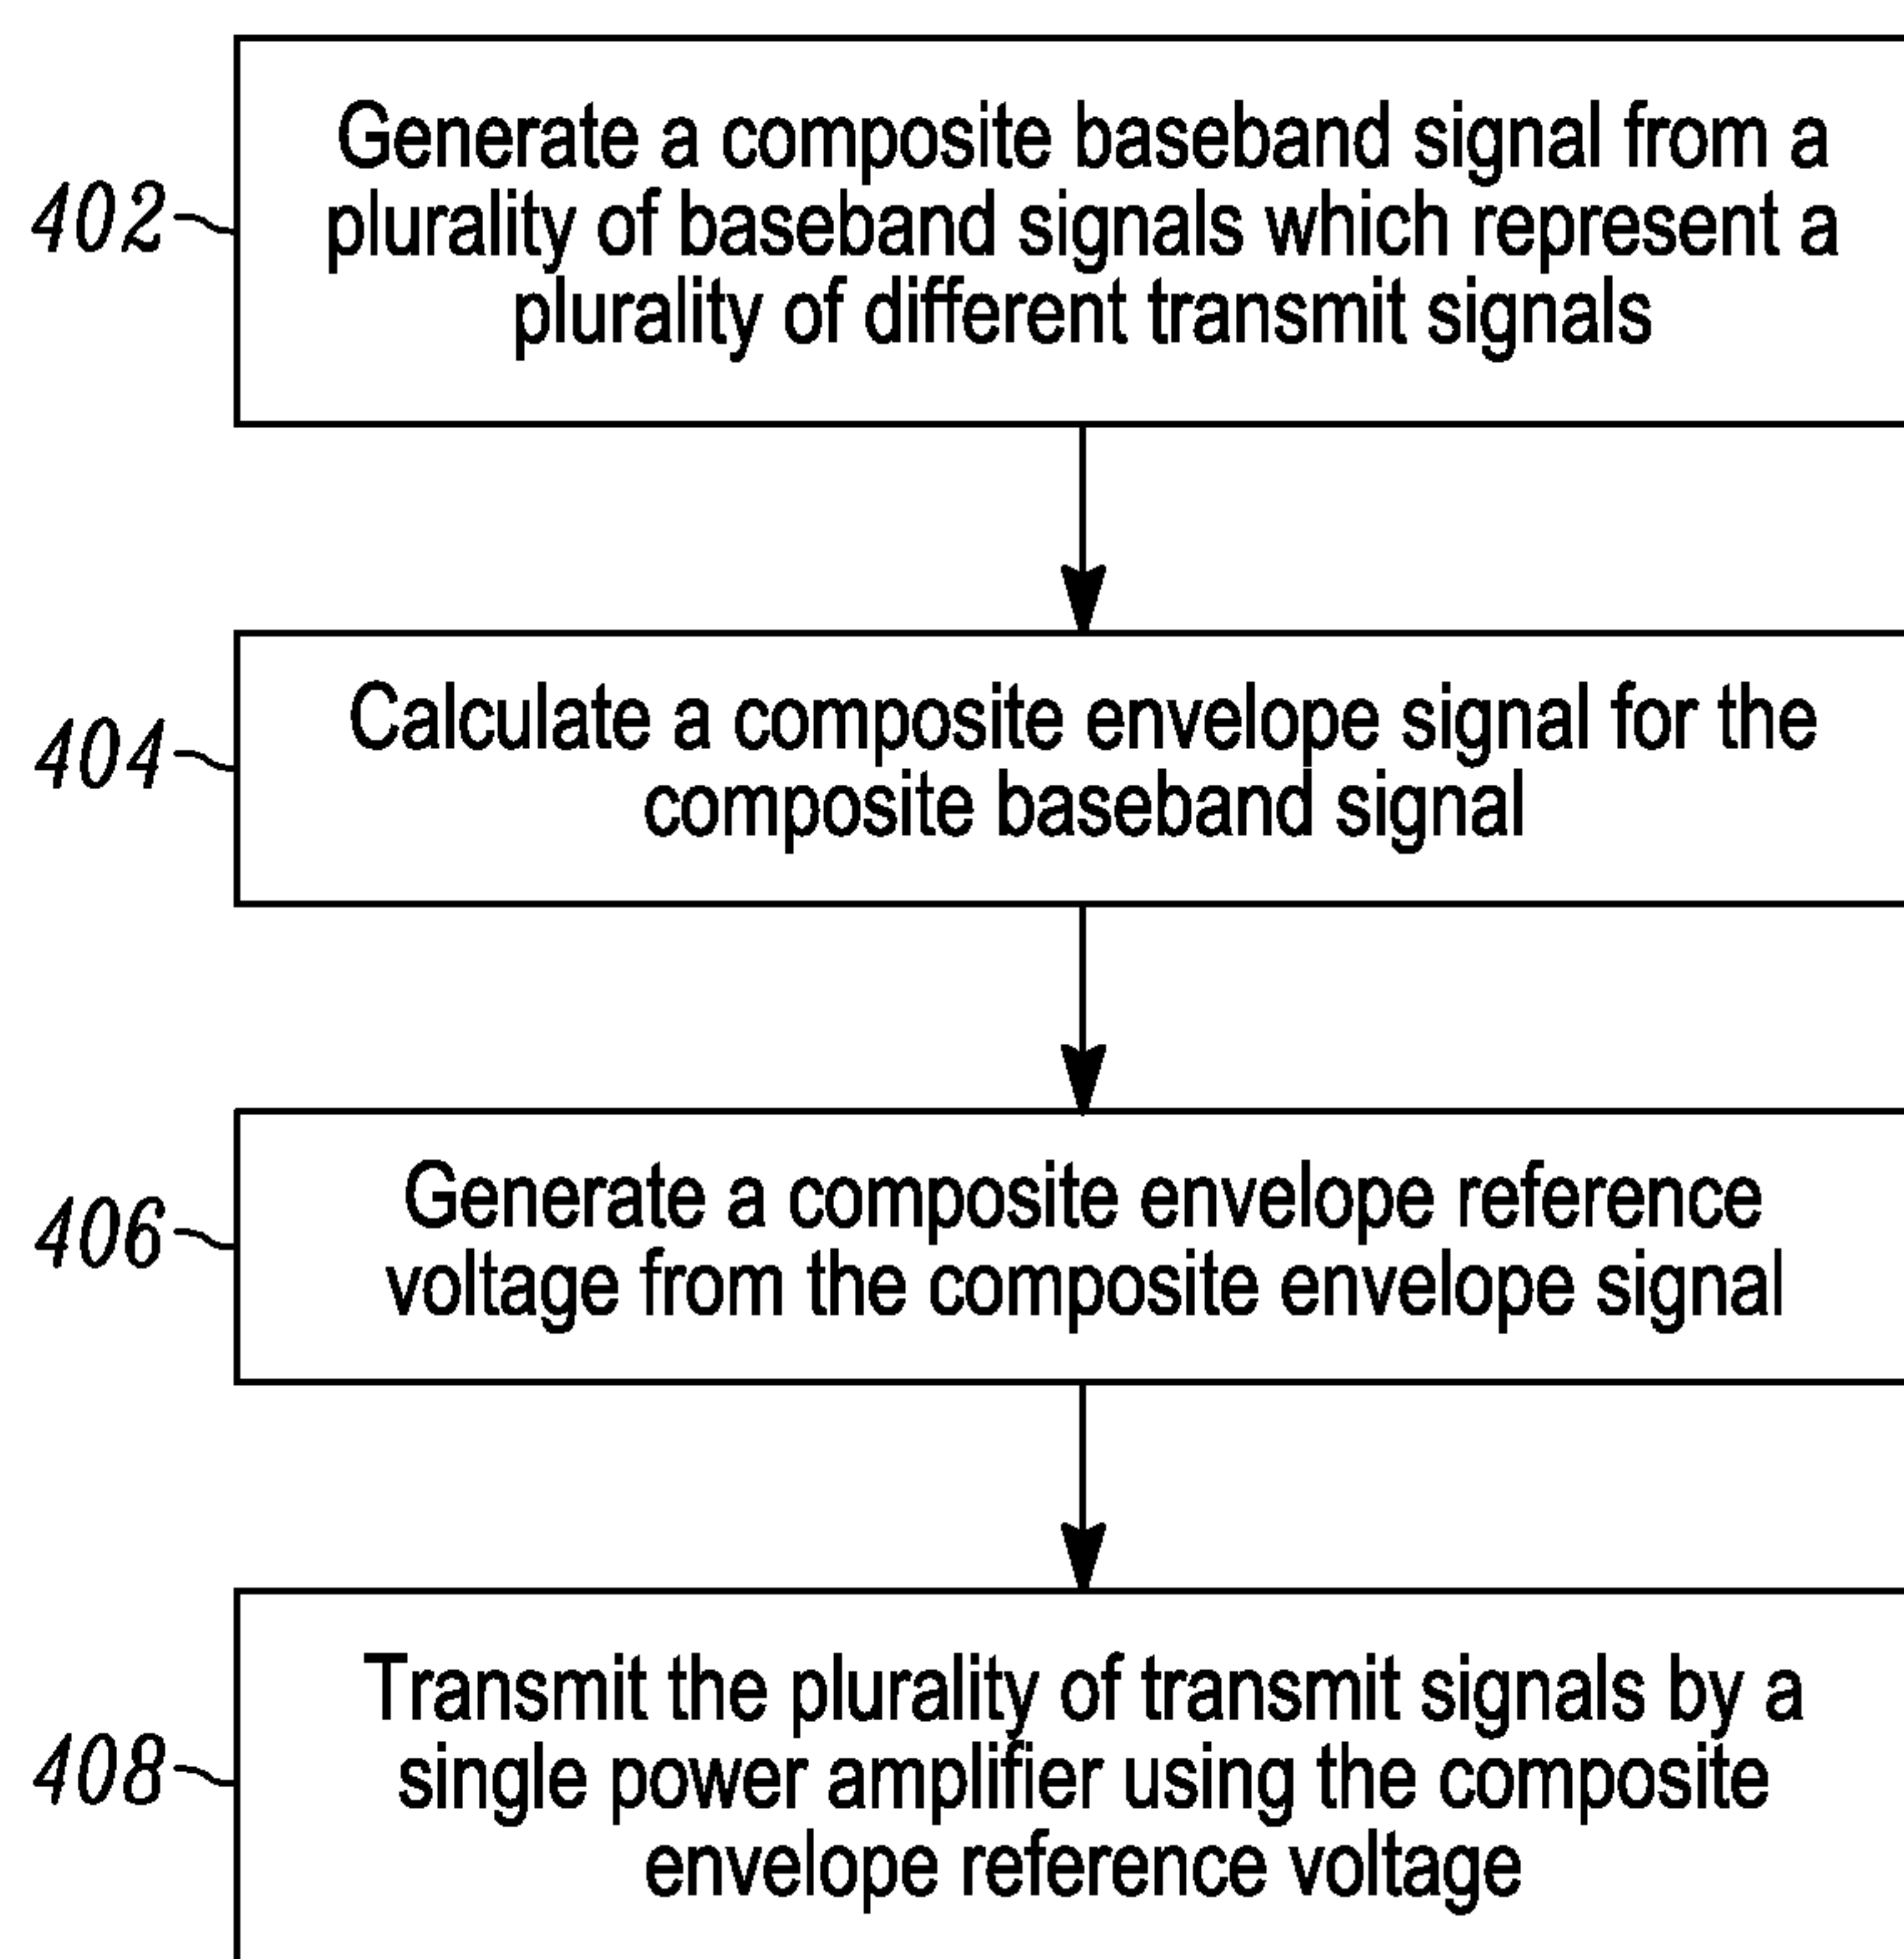 Generate a composite baseband signal from a
402
plurality of baseband signals which represent a
plurality of different transmit signals
Calculate a composite envelope signal for the
404
composite baseband signal
Generate a composite envelope reference
406
voltage from the composite envelope signal
Transmit the plurality of transmit signals by a
408
single power amplifier using the composite
envelope reference voltage